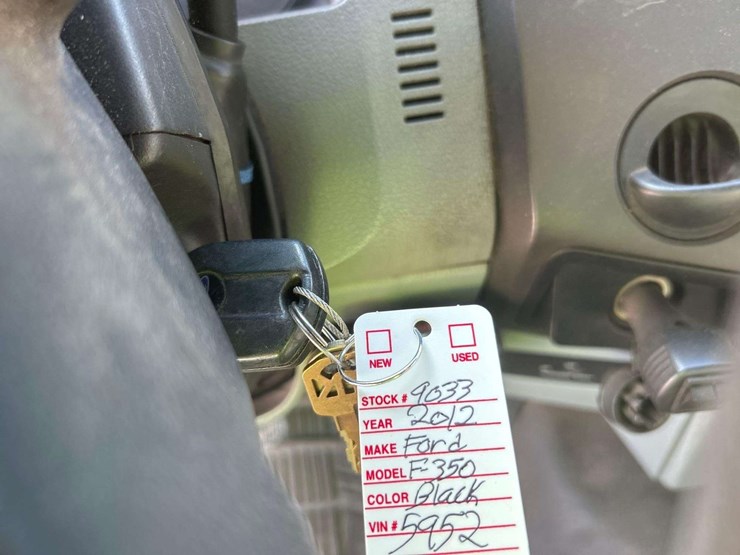 NEW USED
STOCK # 9033
YEAR 2012
MAKE Ford
MODEL F-350
COLOR Black
VIN # 5952